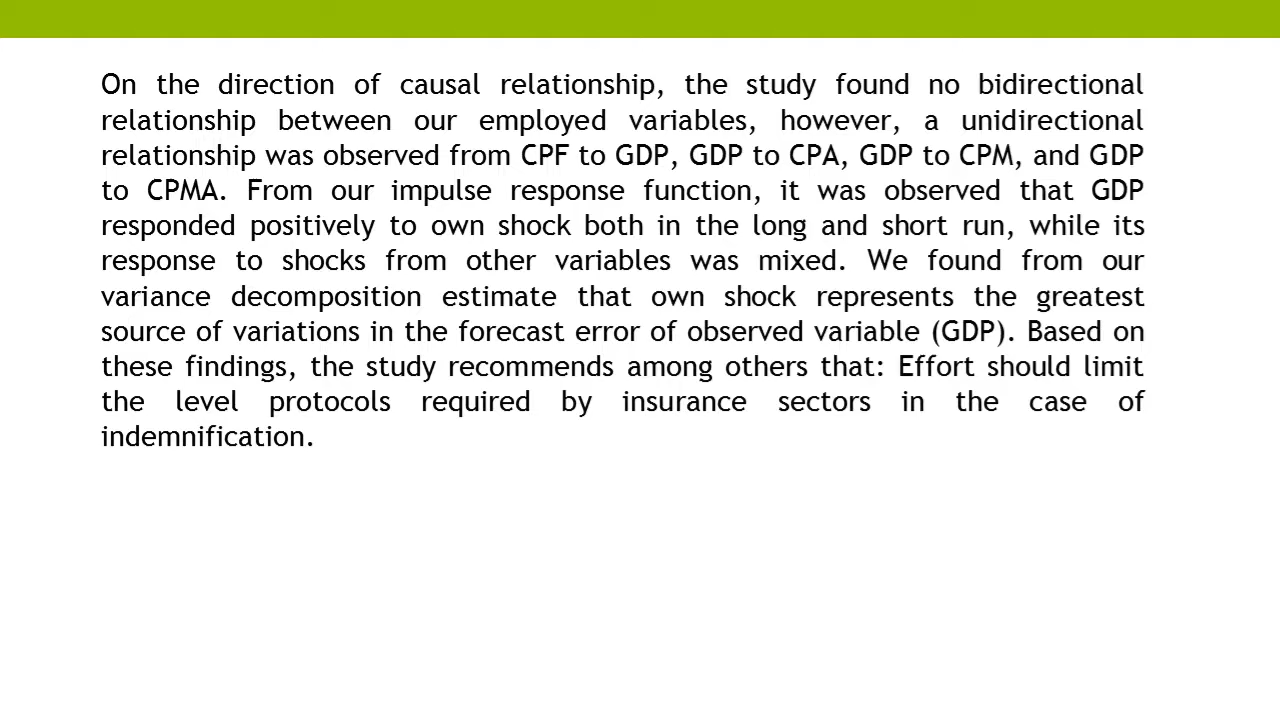 On the direction of causal relationship, the study found no bidirectional
relationship between our employed variables, however, a unidirectional
relationship was observed from CPF to GDP, GDP to CPA, GDP to CPM, and GDP
to CPMA. From our impulse response function, it was observed that GDP
responded positively to own shock both in the long and short run, while its
response to shocks from other variables was mixed. We found from our
variance decomposition estimate that own shock represents the greatest
source of variations in the forecast error of observed variable (GDP). Based on
these findings, the study recommends among others that: Effort should limit
the level protocols required by insurance sectors in the case of
indemnification.